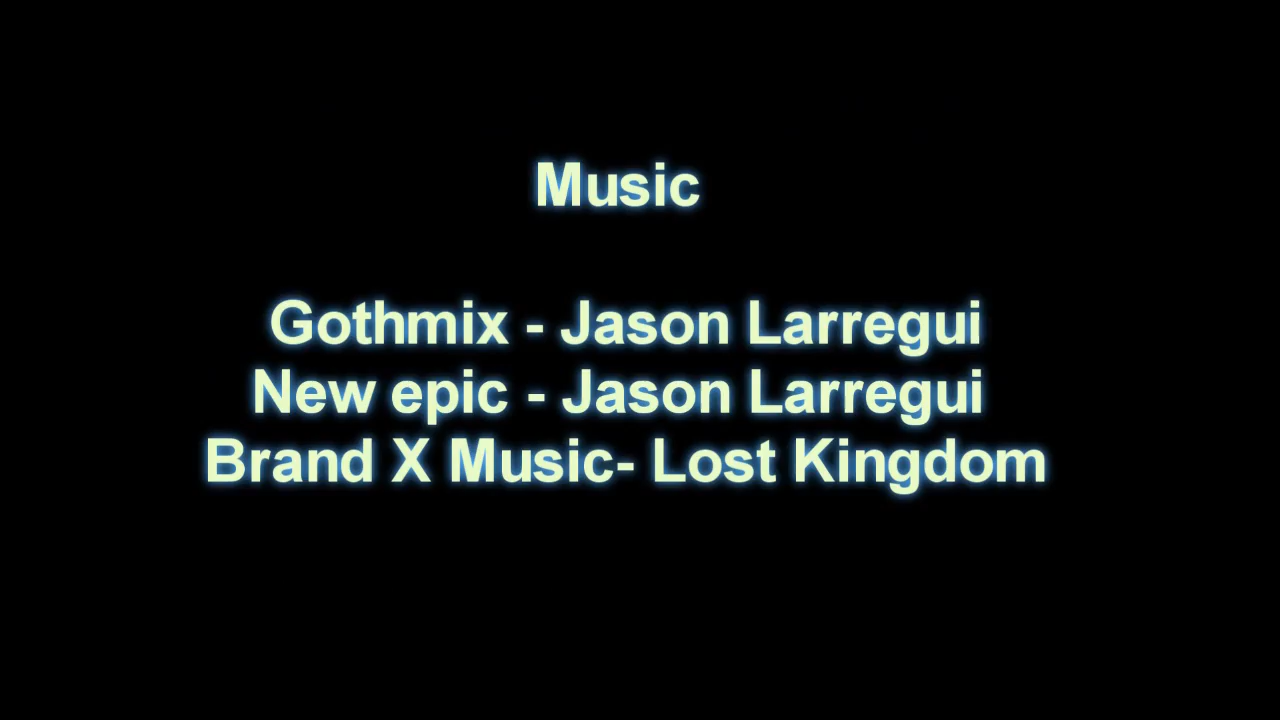 Music
Gothmix - Jason Larregui
New epic - Jason Larregui
Brand X Music- Lost Kingdom